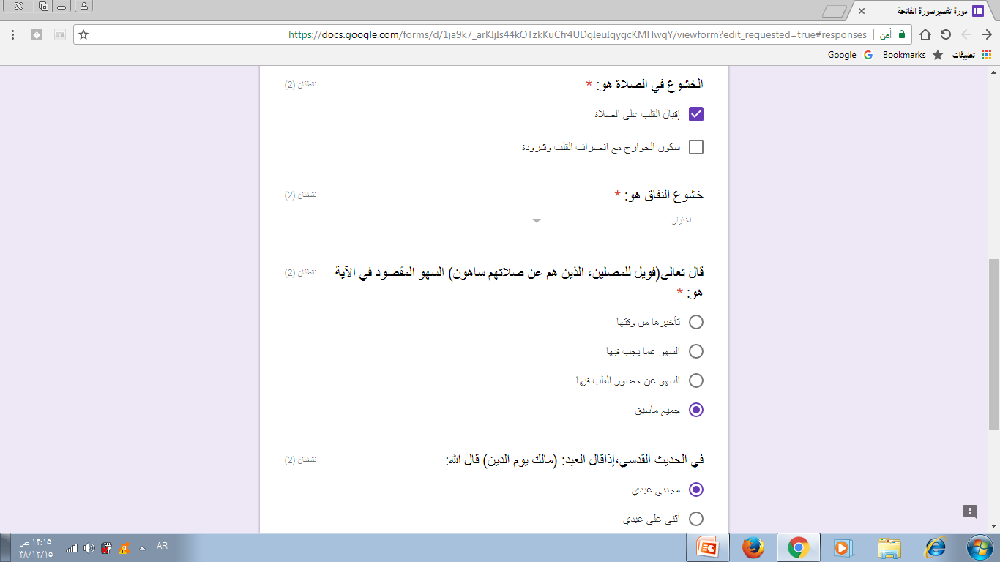 دورة تفسيرسورة الفاتحة
https://docs.google.com/forms/d/1ja9k7_arKIjIs44kOTzkKuCfr4UDgIeuIqygcKMHwqY/viewform?edit_requested=true#responses
آمن
تطبيقات
Bookmarks
Google
الخشوع في الصلاة هو: *
نقطتان (2)
إقبال القلب على الصلاة
سكون الجوارح مع انصراف القلب وشرودة
خشوع النفاق هو: *
نقطتان (2)
اختيار
قال تعالى(فويل للمصلين، الذين هم عن صلاتهم ساهون) السهو المقصود في الآية
هو: *
نقطتان (2)
تأخيرها من وقتها
السهو عما يجب فيها
السهو عن حضور القلب فيها
جميع ماسبق
في الحديث القدسي،إذاقال العبد: (مالك يوم الدين) قال الله:
نقطتان (2)
مجدني عبدي
اثنى علي عبدي
AR
١٢:١٥ ص
٣٨/١٢/١٥